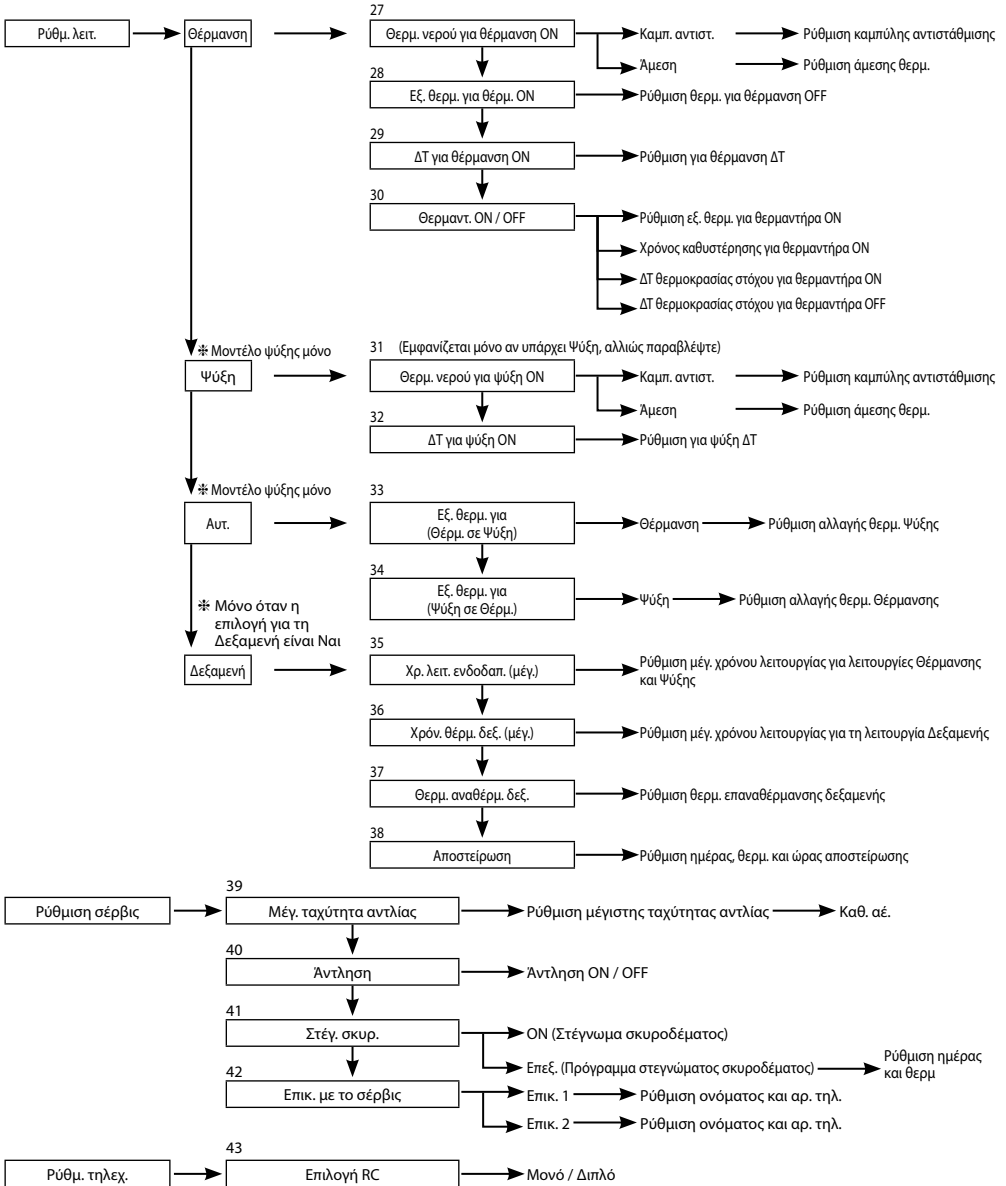 27
Ρύθμ. λειτ.
Θέρμανση
Θερμ. νερού για θέρμανση ON
Καμπ. αντιστ.
Ρύθμιση καμπύλης αντιστάθμισης
Άμεση
Ρύθμιση άμεσης θερμ.
28
Εξ. θερμ. για θέρμ. ON
Ρύθμιση θερμ. για θέρμανση OFF
29
ΔΤ για θέρμανση ON
Ρύθμιση για θέρμανση ΔΤ
30
Θερμαντ. ON / OFF
Ρύθμιση εξ. θερμ. για θερμαντήρα ON
Χρόνος καθυστέρησης για θερμαντήρα ON
ΔΤ θερμοκρασίας στόχου για θερμαντήρα ON
ΔΤ θερμοκρασίας στόχου για θερμαντήρα OFF
❉ Μοντέλο ψύξης μόνο
31 (Εμφανίζεται μόνο αν υπάρχει Ψύξη, αλλιώς παραβλέψτε)
Ψύξη
Θερμ. νερού για ψύξη ON
Καμπ. αντιστ.
Ρύθμιση καμπύλης αντιστάθμισης
Άμεση
Ρύθμιση άμεσης θερμ.
32
ΔΤ για ψύξη ON
Ρύθμιση για ψύξη ΔΤ
❉ Μοντέλο ψύξης μόνο
33
Αυτ.
Εξ. θερμ. για
(Θέρμ. σε Ψύξη)
Θέρμανση
Ρύθμιση αλλαγής θερμ. Ψύξης
34
Εξ. θερμ. για
(Ψύξη σε Θέρμ.)
Ψύξη
Ρύθμιση αλλαγής θερμ. Θέρμανσης
❉ Μόνο όταν η
επιλογή για τη
Δεξαμενή είναι Ναι
35
Δεξαμενή
Χρ. λειτ. ενδοδαπ. (μέγ.)
Ρύθμιση μέγ. χρόνου λειτουργίας για λειτουργίες Θέρμανσης
και Ψύξης
36
Χρόν. θέρμ. δεξ. (μέγ.)
Ρύθμιση μέγ. χρόνου λειτουργίας για τη λειτουργία Δεξαμενής
37
Θερμ. αναθέρμ. δεξ.
Ρύθμιση θερμ. επαναθέρμανσης δεξαμενής
38
Αποστείρωση
Ρύθμιση ημέρας, θερμ. και ώρας αποστείρωσης
39
Ρύθμιση σέρβις
Μέγ. ταχύτητα αντλίας
Ρύθμιση μέγιστης ταχύτητας αντλίας
Καθ. αέ.
40
Άντληση
Άντληση ON / OFF
41
Στέγ. σκυρ.
ON (Στέγνωμα σκυροδέματος)
Επεξ. (Πρόγραμμα στεγνώματος σκυροδέματος)
Ρύθμιση ημέρας
και θερμ
42
Επικ. με το σέρβις
Επικ. 1
Ρύθμιση ονόματος και αρ. τηλ.
Επικ. 2
Ρύθμιση ονόματος και αρ. τηλ.
43
Ρύθμ. τηλεχ.
Επιλογή RC
Μονό / Διπλό